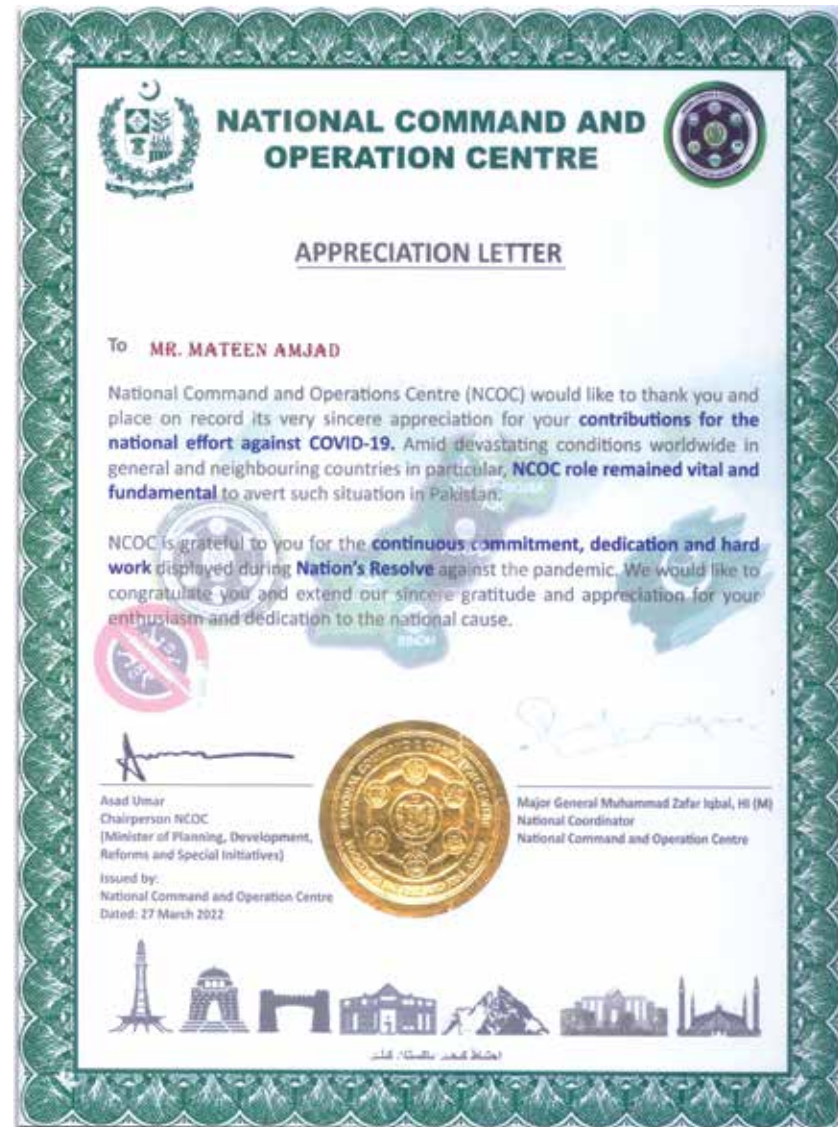 NATIONAL COMMAND AND
OPERATION CENTRE
APPRECIATION LETTER
To MR. MATEEN AMJAD
National Command and Operations Centre (NCOC) would like to thank you and
place on record its very sincere appreciation for your contributions for the
national effort against COVID-19. Amid devastating conditions worldwide in
general and neighbouring countries in particular, NCOC role remained vital and
fundamental to avert such situation in Pakistan.
NCOC is grateful to you for the continuous commitment, dedication and hard
work displayed during Nation's Resolve against the pandemic. We would like to
congratulate you and extend our sincere gratitude and appreciation for your
enthusiasm and dedication to the national cause.
SINDH
Asad Umar
Chairperson NCOC
(Minister of Planning, Development,
Reforms and Special Initiatives)
Issued by:
National Command and Operation Centre
Dated: 27 March 2022
NATIONAL COMMAND & OPERATION CENTRE
Major General Muhammad Zafar Iqbal, HI (M)
National Coordinator
National Command and Operation Centre